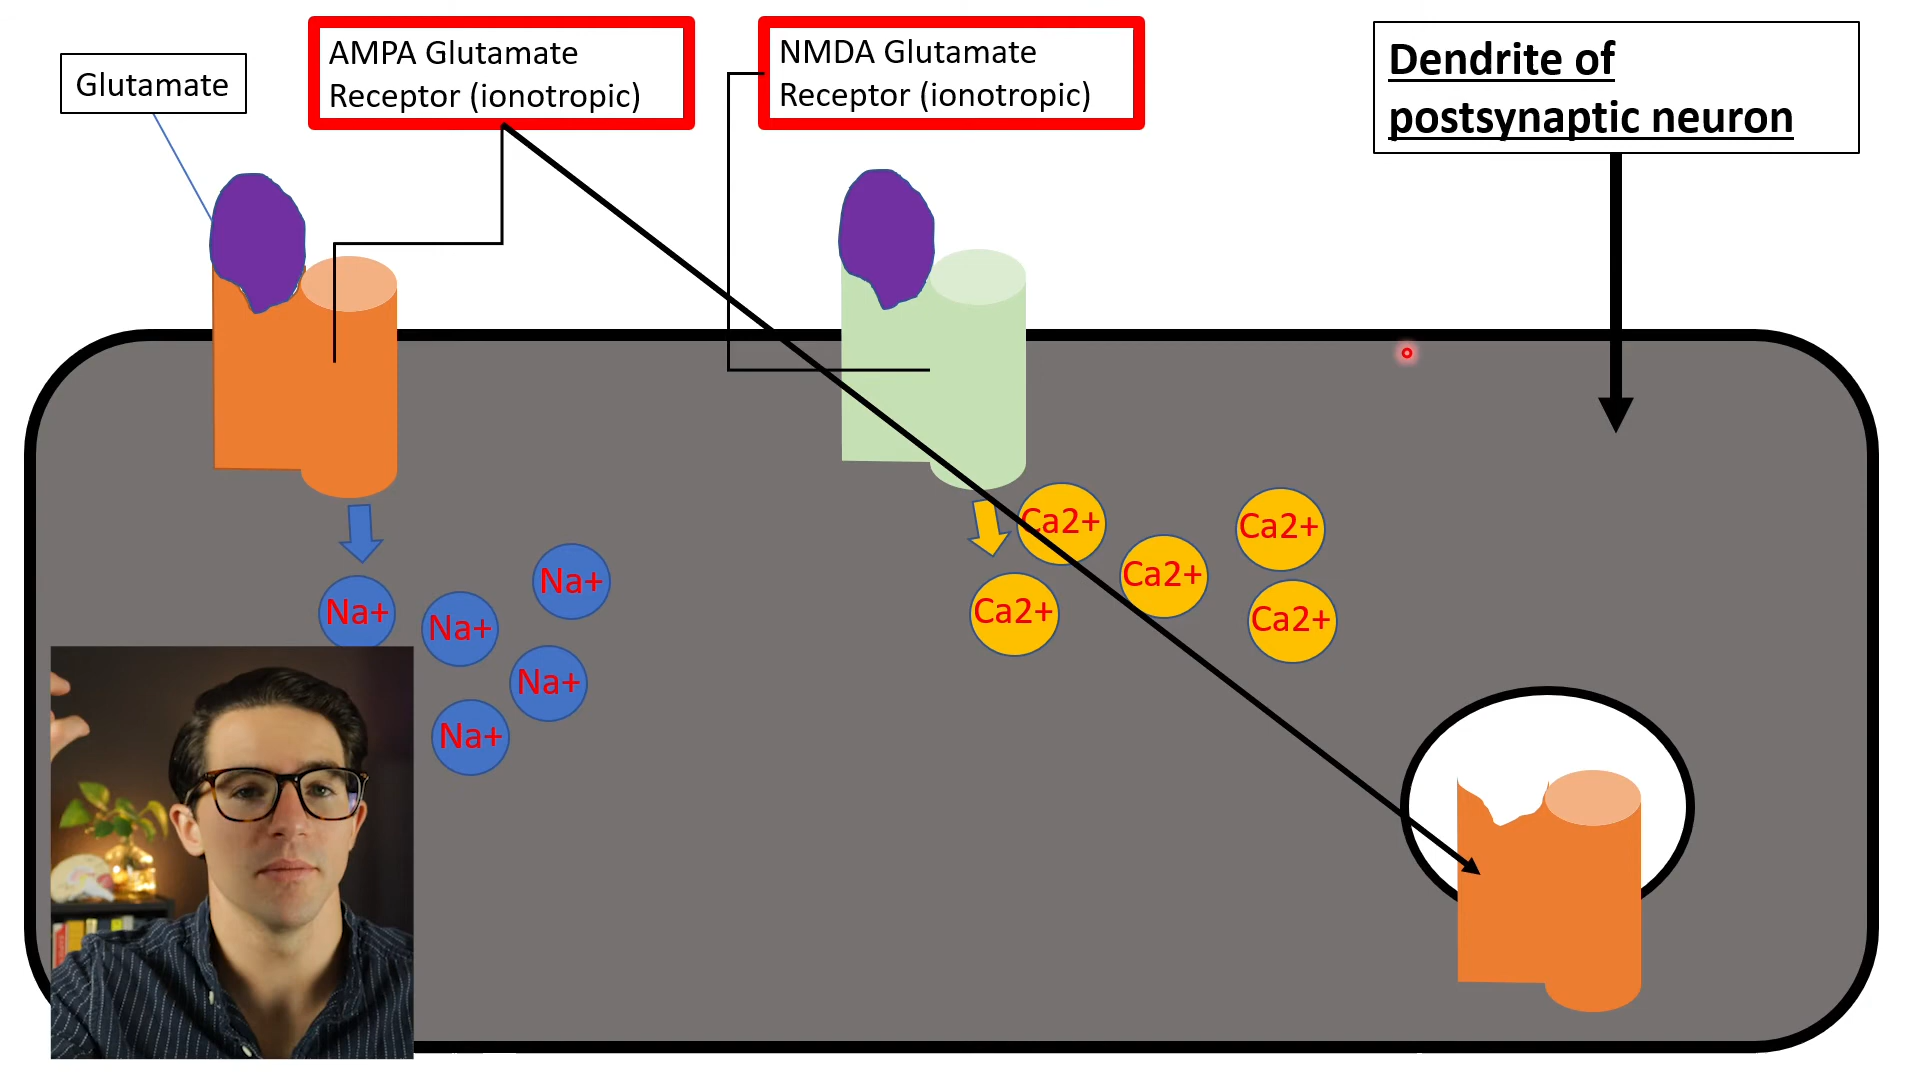 Glutamate
AMPA Glutamate
Receptor (ionotropic)
NMDA Glutamate
Receptor (ionotropic)
Dendrite of
postsynaptic neuron
Na+
Na+
Na+
Na+
Na+
Ca2+
Ca2+
Ca2+
Ca2+
Ca2+